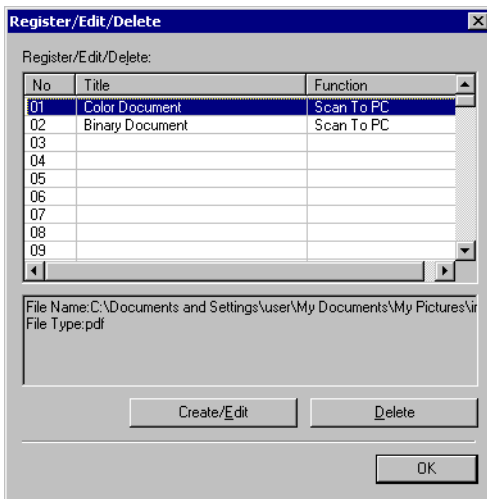 Register/Edit/Delete
Register/Edit/Delete:
No Title Function
01 Color Document Scan To PC
02 Binary Document Scan To PC
03
04
05
06
07
08
09
File Name:C:\Documents and Settings\user\My Documents\My Pictures\
File Type:pdf
Create/Edit Delete
OK